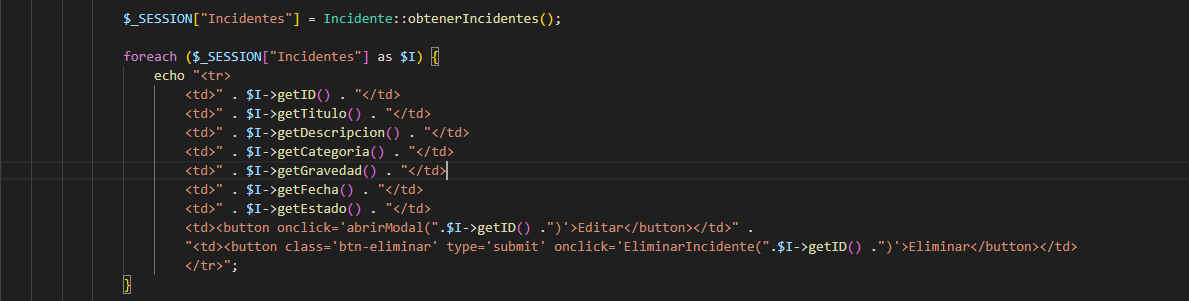 $_SESSION["Incidentes"] = Incidente::obtenerIncidentes();
foreach ($_SESSION["Incidentes"] as $I) {
echo "<tr>
<td>" . $I->getID() . "</td>
<td>" . $I->getTitulo() . "</td>
<td>" . $I->getDescripcion() . "</td>
<td>" . $I->getCategoria() . "</td>
<td>" . $I->getGravedad() . "</td>
<td>" . $I->getFecha() . "</td>
<td>" . $I->getEstado() . "</td>
<td><button onclick='abrirModal(".$I->getID() .")'>Editar</button></td>" .
"<td><button class='btn-eliminar' type='submit' onclick='EliminarIncidente(".$I->getID() .")'>Eliminar</button></td>
</tr>";
}